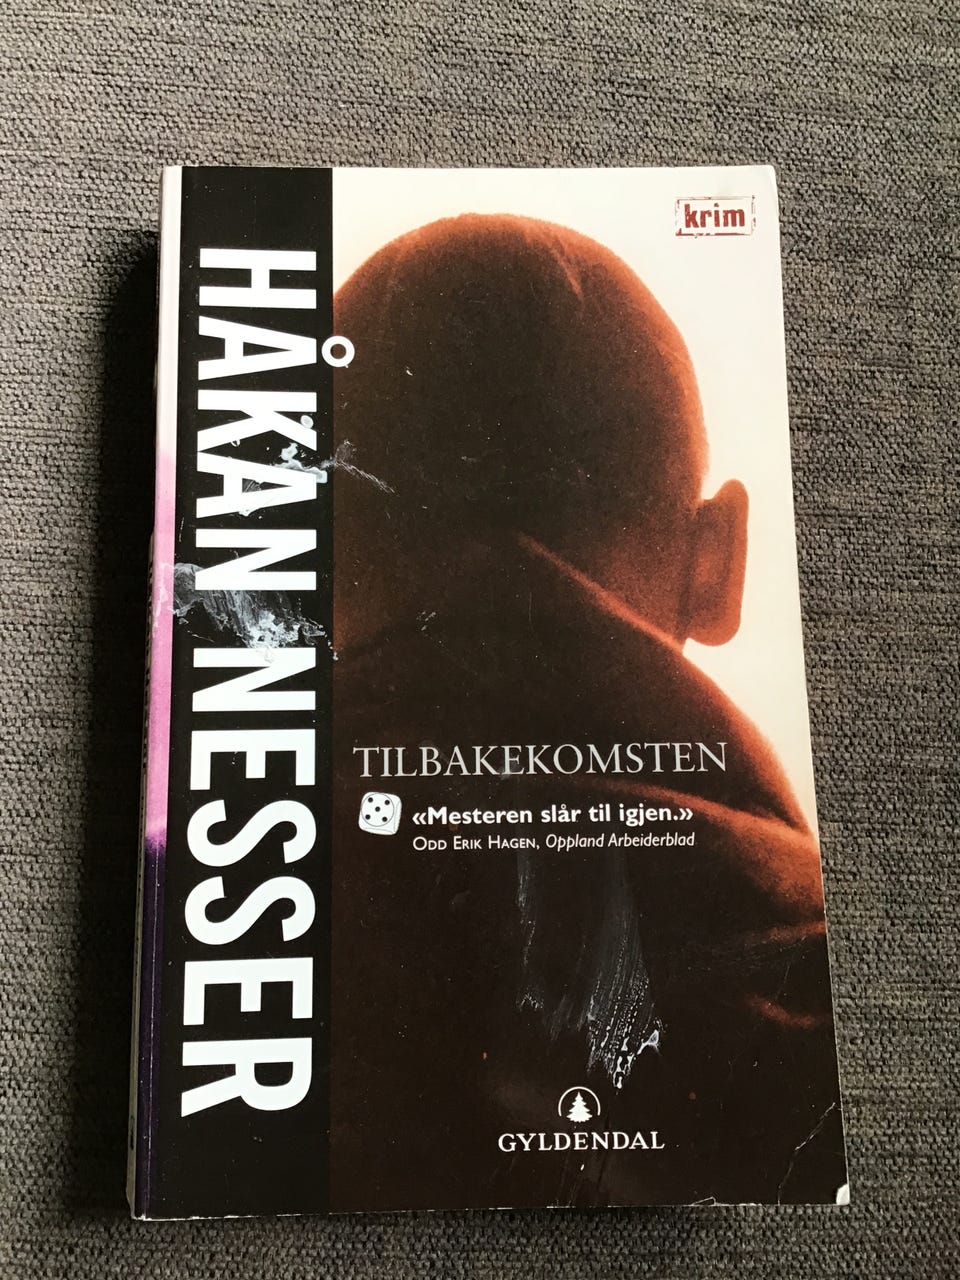 krim
HÅKAN NESSER
TILBAKEKOMSTEN
«Mesteren slår til igjen.»
ODD ERIK HAGEN, Oppland Arbeiderblad
GYLDENDAL